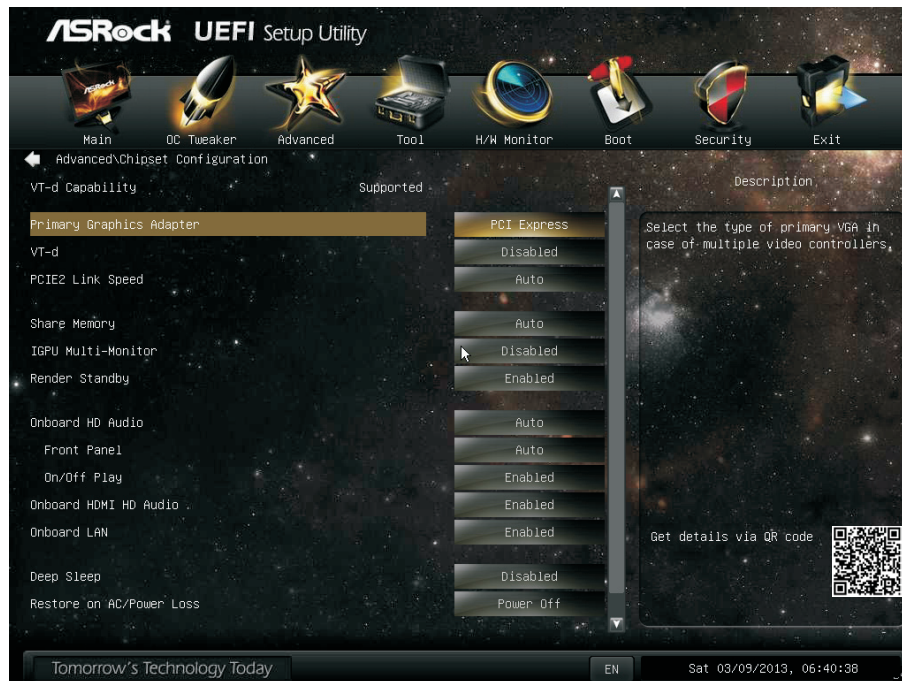 ASRock UEFI Setup Utility
ASRock
Main OC Tweaker Advanced Tool H/W Monitor Boot Security Exit
Advanced\Chipset Configuration
VT-d Capability Supported
Description
Primary Graphics Adapter PCI Express
Select the type of primary VGA in
case of multiple video controllers.
VT-d Disabled
PCIE2 Link Speed Auto
Share Memory Auto
IGPU Multi-Monitor Disabled
Render Standby Enabled
Onboard HD Audio Auto
Front Panel Auto
On/Off Play Enabled
Onboard HDMI HD Audio Enabled
Onboard LAN Enabled
Get details via QR code
Deep Sleep Disabled
Restore on AC/Power Loss Power Off
Tomorrow's Technology Today EN Sat 03/09/2013, 06:40:38